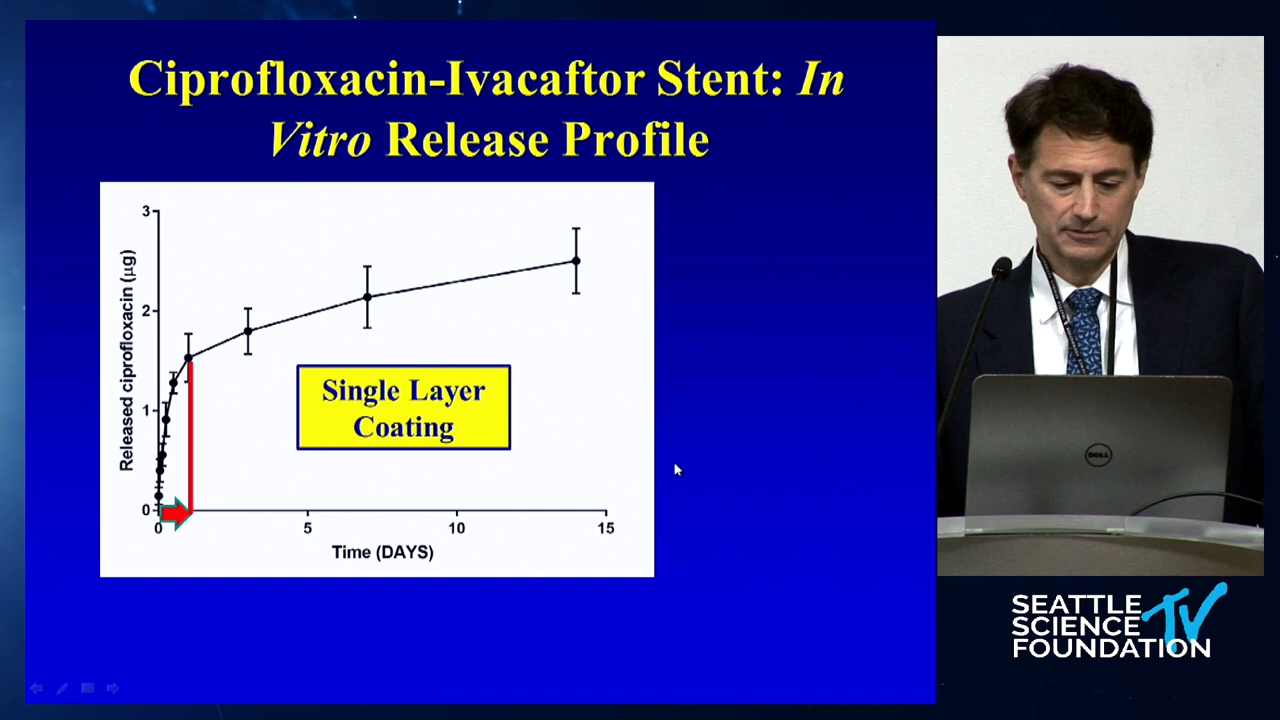 Ciprofloxacin-Ivacaftor Stent: In
Vitro Release Profile
3
2
1
0
Released ciprofloxacin (μg)
Single Layer
Coating
0
5
10
15
Time (DAYS)
DELL
SEATTLE
SCIENCE
FOUNDATION
TV